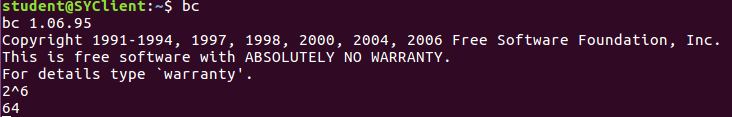 student@SYClient:~$ bc
bc 1.06.95
Copyright 1991-1994, 1997, 1998, 2000, 2004, 2006 Free Software Foundation, Inc.
This is free software with ABSOLUTELY NO WARRANTY.
For details type `warranty'.
2^6
64